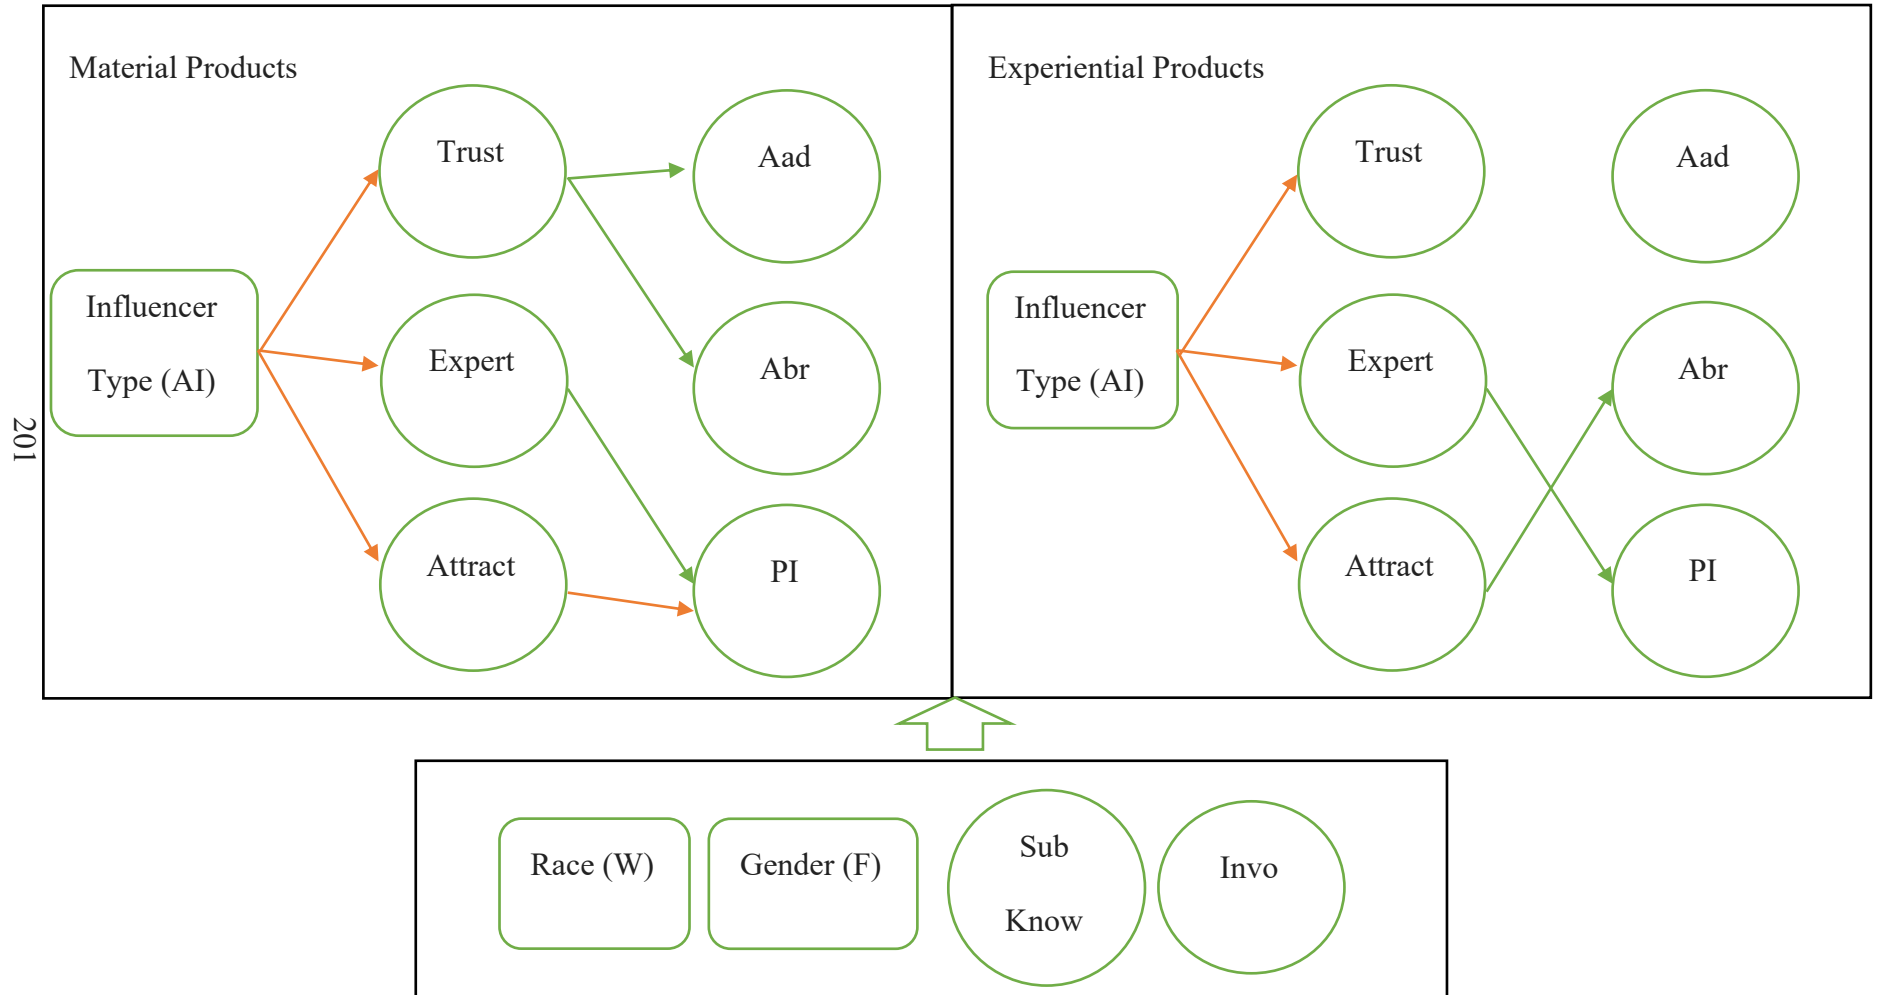 Material Products
Trust
Aad
Influencer
Type (AI)
Expert
Abr
Attract
PI
Experiential Products
Trust
Aad
Influencer
Type (AI)
Expert
Abr
Attract
PI
201
Race (W)
Gender (F)
Sub
Know
Invo